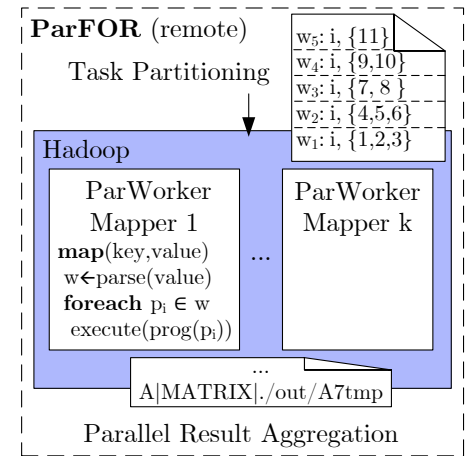 ParFOR (remote)
Task Partitioning
w₅: i, {11}
w₄: i, {9,10}
w₃: i, {7, 8 }
w₂: i, {4,5,6}
w₁: i, {1,2,3}
Hadoop
ParWorker
Mapper 1
map(key,value)
w←parse(value)
foreach pᵢ ∈ w
execute(prog(pᵢ))
...
ParWorker
Mapper k
...
A|MATRIX|./out/A7tmp
Parallel Result Aggregation